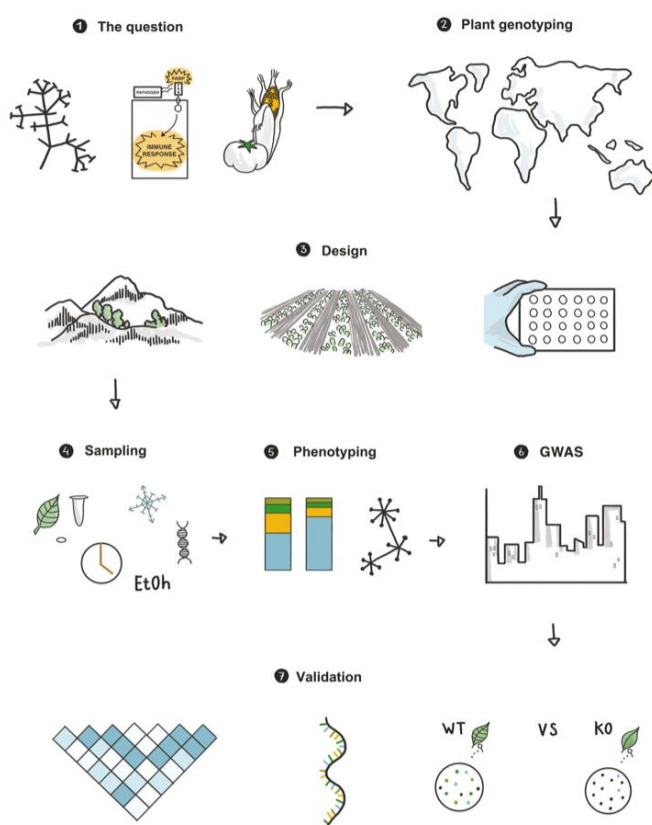 1 The question
2 Plant genotyping
PAMP
PATHOGEN
IMMUNE
RESPONSE
3 Design
4 Sampling
5 Phenotyping
6 GWAS
EtOh
7 Validation
WT VS KO